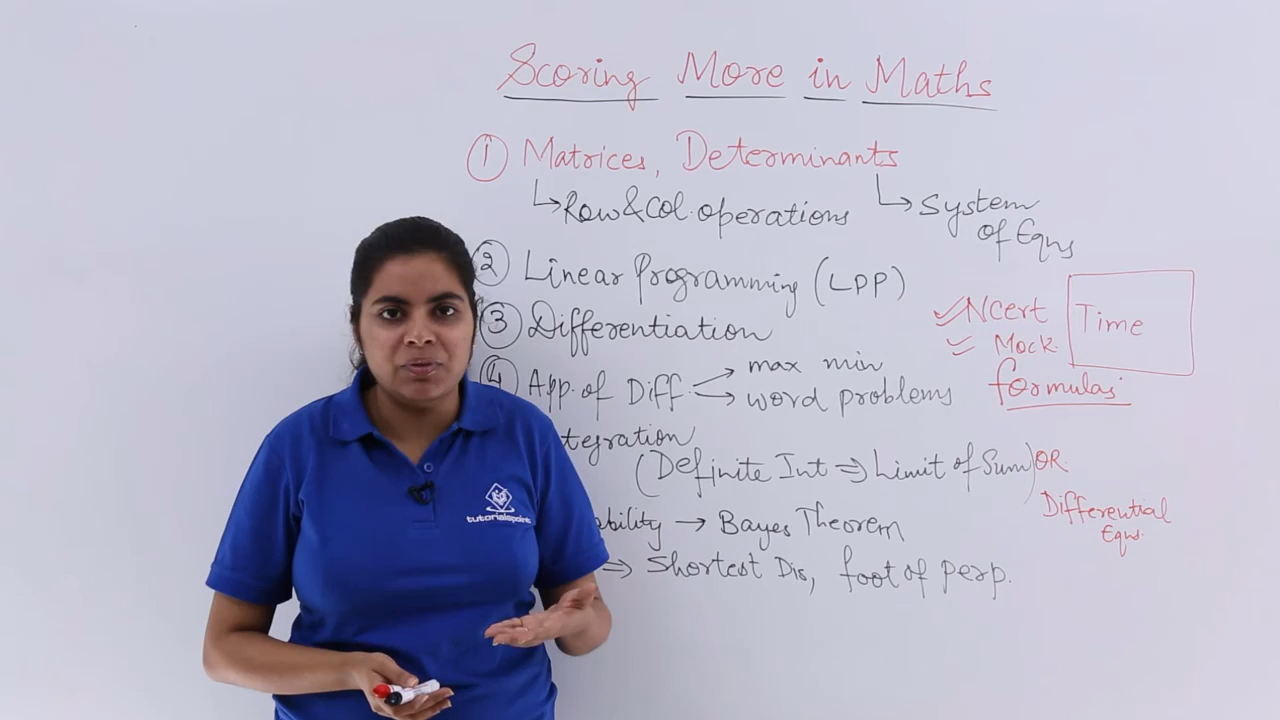 Scoring More in Maths
① Matrices, Determinants
↳ Row & Col. operations ↳ System
of Eqns
② Linear Programming (LPP)
③ Differentiation
④ App. of Diff. → max min
→ word problems
tegration
(Definite Int ⇒ Limit of Sum) OR
Differential
Eqns.
bility → Bayes Theorem
⇒ Shortest Dis, foot of perp.
✓ Ncert
✓ Mock.
formulas
Time
tutorialspoint